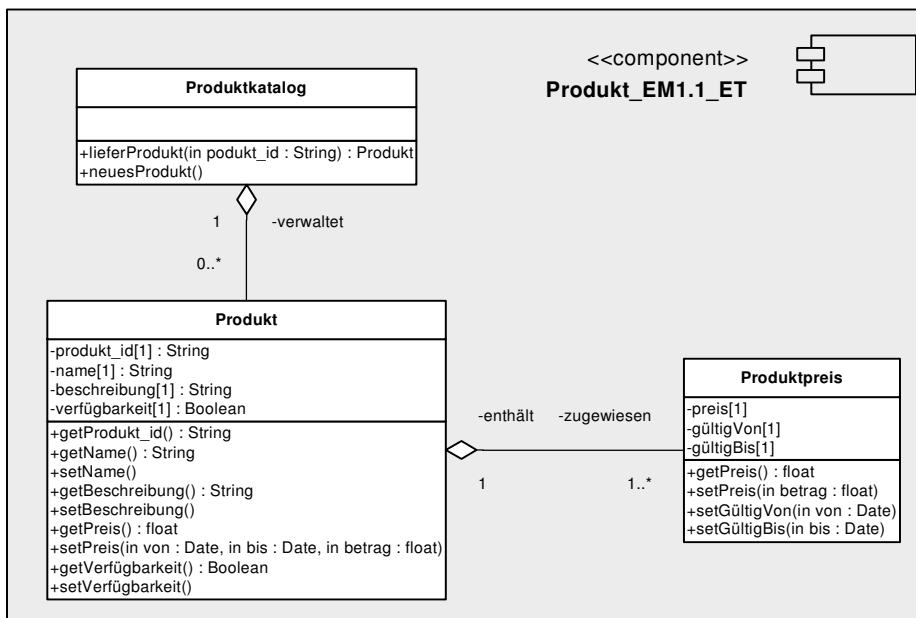 <<component>>
Produkt_EM1.1_ET
Produktkatalog
+lieferProdukt(in podukt_id : String) : Produkt
+neuesProdukt()
1
-verwaltet
0..*
Produkt
-produkt_id[1] : String
-name[1] : String
-beschreibung[1] : String
-verfügbarkeit[1] : Boolean
+getProdukt_id() : String
+getName() : String
+setName()
+getBeschreibung() : String
+setBeschreibung()
+getPreis() : float
+setPreis(in von : Date, in bis : Date, in betrag : float)
+getVerfügbarkeit() : Boolean
+setVerfügbarkeit()
-enthält
-zugewiesen
1
1..*
Produktpreis
-preis[1]
-gültigVon[1]
-gültigBis[1]
+getPreis() : float
+setPreis(in betrag : float)
+setGültigVon(in von : Date)
+setGültigBis(in bis : Date)